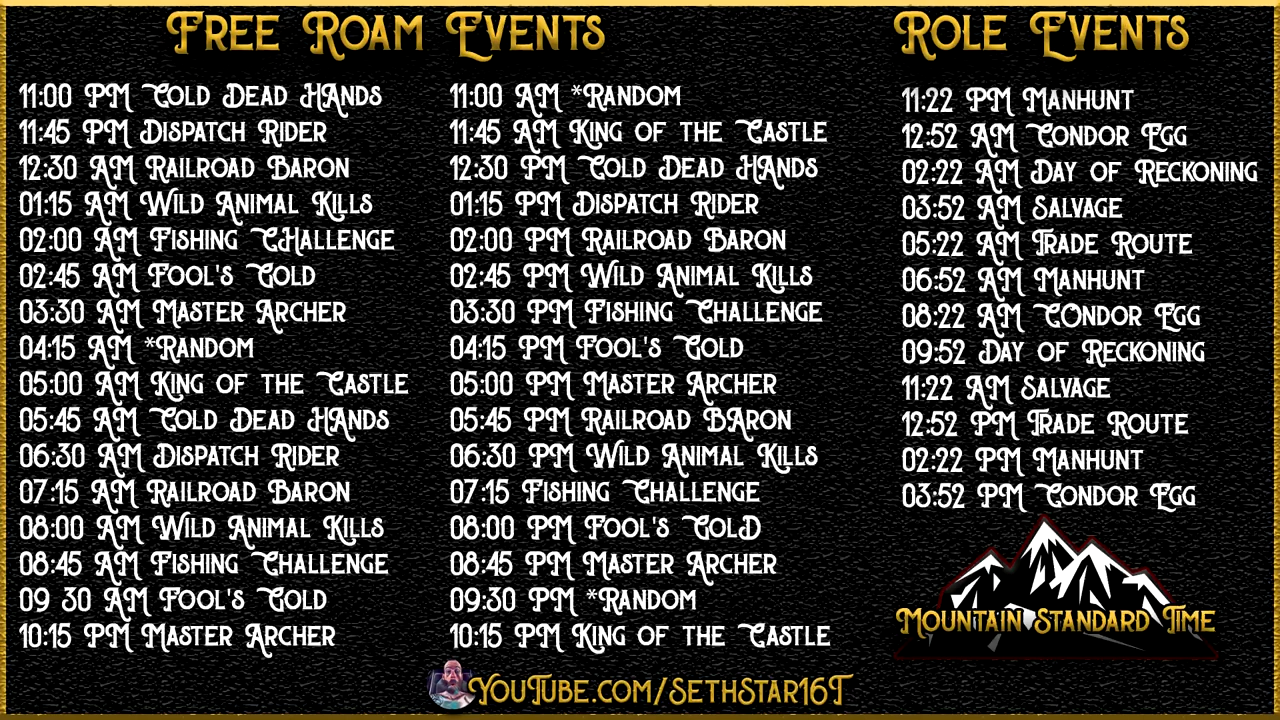 Free Roam Events
11:00 PM Cold Dead Hands
11:45 PM Dispatch Rider
12:30 AM Railroad Baron
01:15 AM Wild Animal Kills
02:00 AM Fishing Challenge
02:45 AM Fool's Gold
03:30 AM Master Archer
04:15 AM *Random
05:00 AM King of the Castle
05:45 AM Cold Dead Hands
06:30 AM Dispatch Rider
07:15 AM Railroad Baron
08:00 AM Wild Animal Kills
08:45 AM Fishing Challenge
09 30 AM Fool's Gold
10:15 PM Master Archer
11:00 AM *Random
11:45 AM King of the Castle
12:30 PM Cold Dead Hands
01:15 PM Dispatch Rider
02:00 PM Railroad Baron
02:45 PM Wild Animal Kills
03:30 PM Fishing Challenge
04:15 PM Fool's Gold
05:00 PM Master Archer
05:45 PM Railroad Baron
06:30 PM Wild Animal Kills
07:15 Fishing Challenge
08:00 PM Fool's Gold
08:45 PM Master Archer
09:30 PM *Random
10:15 PM King of the Castle
Role Events
11:22 PM Manhunt
12:52 AM Condor Egg
02:22 AM Day of Reckoning
03:52 AM Salvage
05:22 AM Trade Route
06:52 AM Manhunt
08:22 AM Condor Egg
09:52 Day of Reckoning
11:22 AM Salvage
12:52 PM Trade Route
02:22 PM Manhunt
03:52 PM Condor Egg
Mountain Standard Time
YouTube.com/SethStar16T